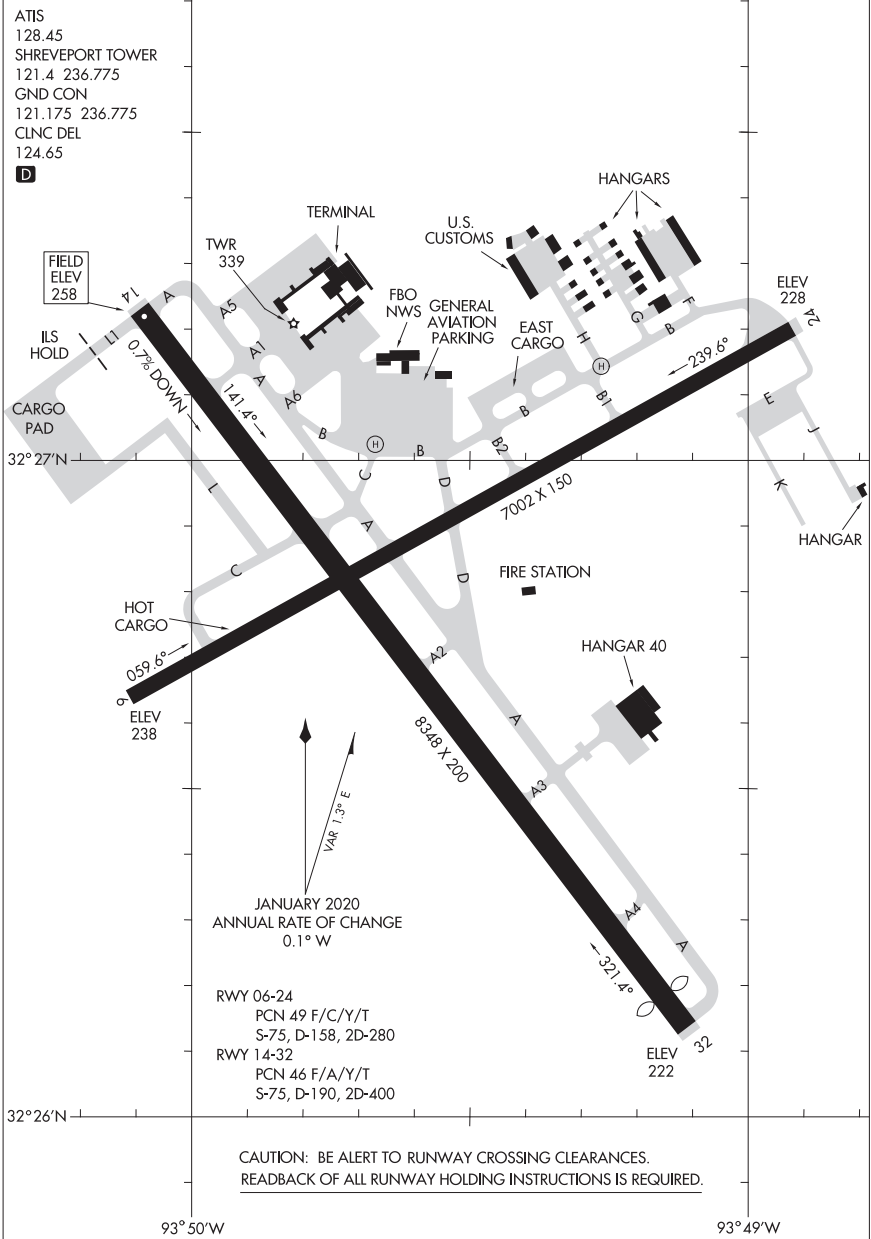 ATIS
128.45
SHREVEPORT TOWER
121.4 236.775
GND CON
121.175 236.775
CLNC DEL
124.65
D
HANGARS
TERMINAL
U.S.
CUSTOMS
TWR
339
FIELD
ELEV
258
14
A
A5
ELEV
228
24
FBO
NWS
GENERAL
AVIATION
PARKING
EAST
CARGO
F
G
B
H
ILS
HOLD
L1
0.7% DOWN
A1
A
A6
141.4°
H
239.6°
B1
B
E
J
CARGO
PAD
B
H
B
B2
32°27'N
L
C
D
7002 X 150
K
A
HANGAR
C
D
FIRE STATION
HOT
CARGO
059.6°
6
ELEV
238
A2
HANGAR 40
A
8348 X 200
A3
VAR 1.3° E
JANUARY 2020
ANNUAL RATE OF CHANGE
0.1° W
A4
A
321.4°
RWY 06-24
PCN 49 F/C/Y/T
S-75, D-158, 2D-280
RWY 14-32
PCN 46 F/A/Y/T
S-75, D-190, 2D-400
ELEV
222
32
32°26'N
CAUTION: BE ALERT TO RUNWAY CROSSING CLEARANCES.
READBACK OF ALL RUNWAY HOLDING INSTRUCTIONS IS REQUIRED.
93°50'W
93°49'W